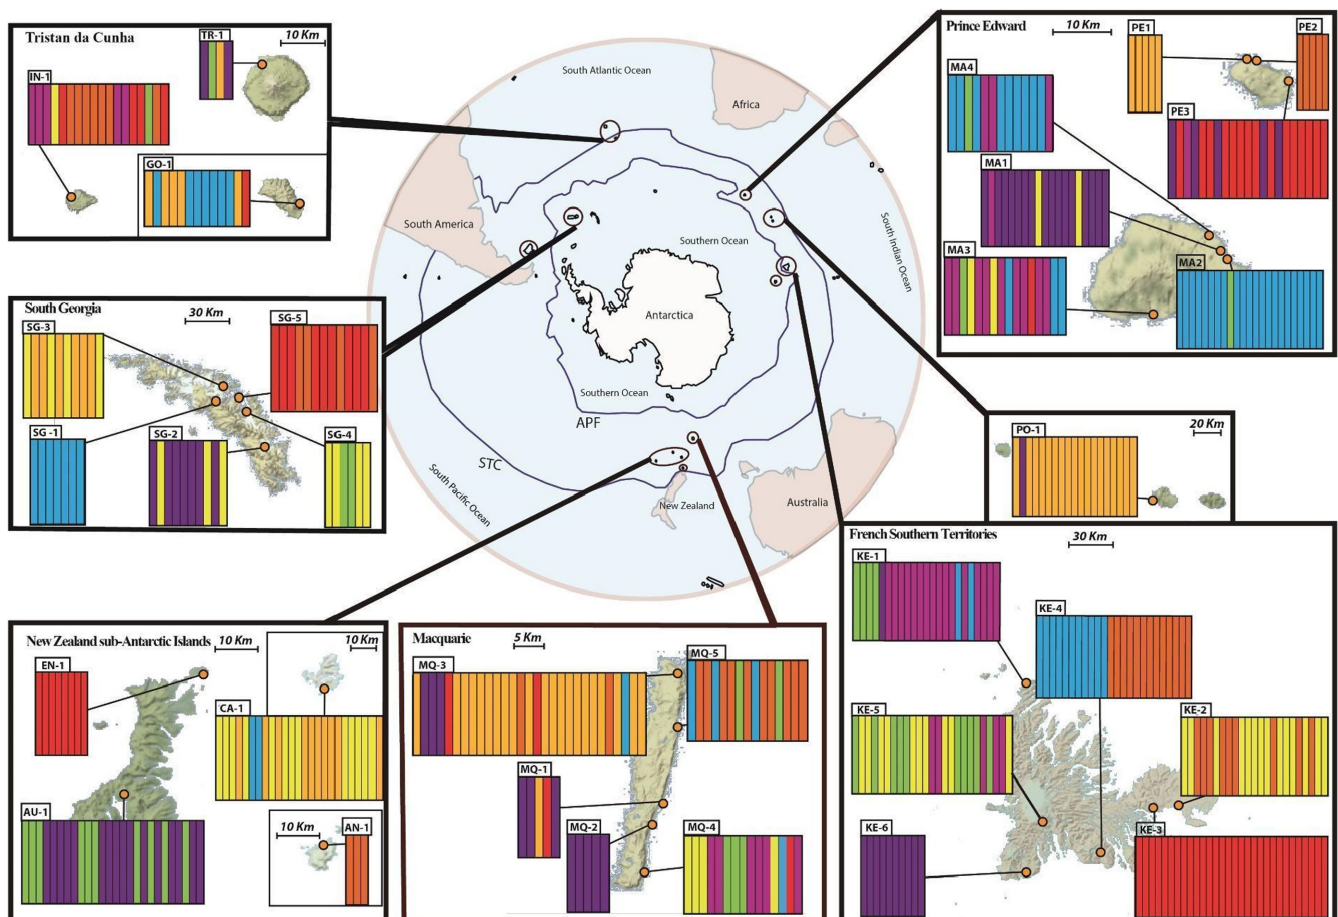 Tristan da Cunha
TR-1
10 Km
IN-1
GO-1
South Georgia
30 KM
SG-3
SG-5
SG -1
SG-2
SG-4
South Atlantic Ocean
Africa
South America
Southern Ocean
South Indian Ocean
Antarctica
Southern Ocean
APF
STC
South Pacific Ocean
New Zealand
Australia
Prince Edward
10 Km
PE1
PE2
MA4
PE3
MA1
MA3
MA2
PO-1
20 Km
French Southern Territories
30 Km
KE-1
KE-4
KE-5
KE-2
KE-6
KE-3
New Zealand sub-Antarctic Islands
10 Km
10 Km
EN-1
CA-1
AU-1
10 Km
AN-1
Macquarie
5 Km
MQ-3
MQ-5
MQ-1
MQ-2
MQ-4